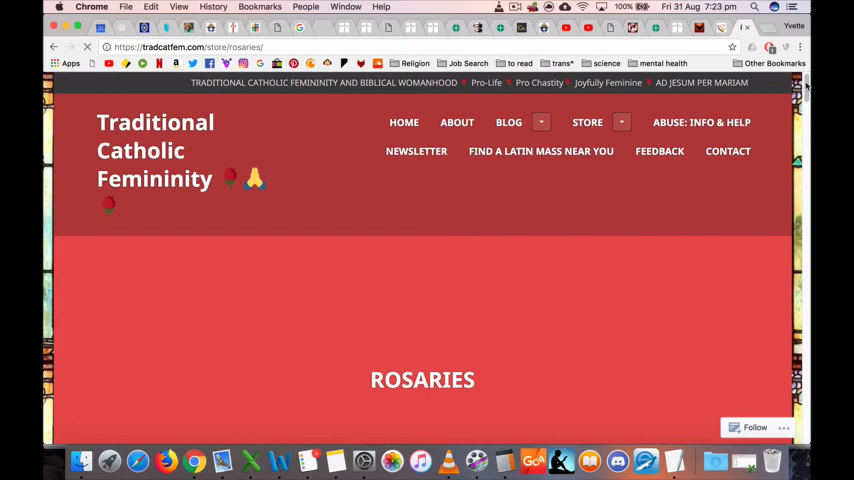 Chrome File Edit View History Bookmarks People Window Help 100% Fri 31 Aug 7:23 pm
Yvette
https://tradcatfem.com/store/rosaries/
Apps Religion Job Search to read trans* science mental health Other Bookmarks
TRADITIONAL CATHOLIC FEMININITY AND BIBLICAL WOMANHOOD Pro-Life Pro Chastity Joyfully Feminine AD JESUM PER MARIAM
Traditional
Catholic
Femininity
HOME ABOUT BLOG STORE ABUSE: INFO & HELP
NEWSLETTER FIND A LATIN MASS NEAR YOU FEEDBACK CONTACT
ROSARIES
Follow